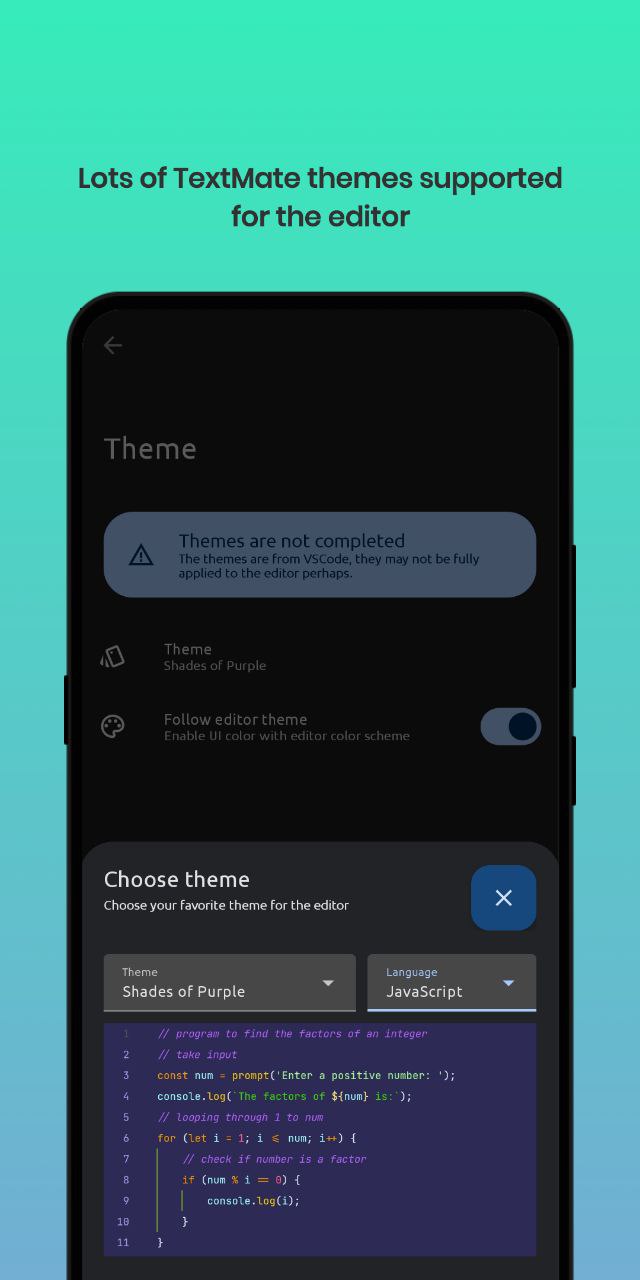 Lots of TextMate themes supported
for the editor
Theme
Themes are not completed
The themes are from VSCode, they may not be fully
applied to the editor perhaps.
Theme
Shades of Purple
Follow editor theme
Enable UI color with editor color scheme
Choose theme
Choose your favorite theme for the editor
Theme
Shades of Purple
Language
JavaScript
1 // program to find the factors of an integer
2 // take input
3 const num = prompt('Enter a positive number: ');
4 console.log(`The factors of ${num} is:`);
5 // looping through 1 to num
6 for (let i = 1; i ⩽ num; i++) {
7 // check if number is a factor
8 if (num % i == 0) {
9 console.log(i);
10 }
11 }